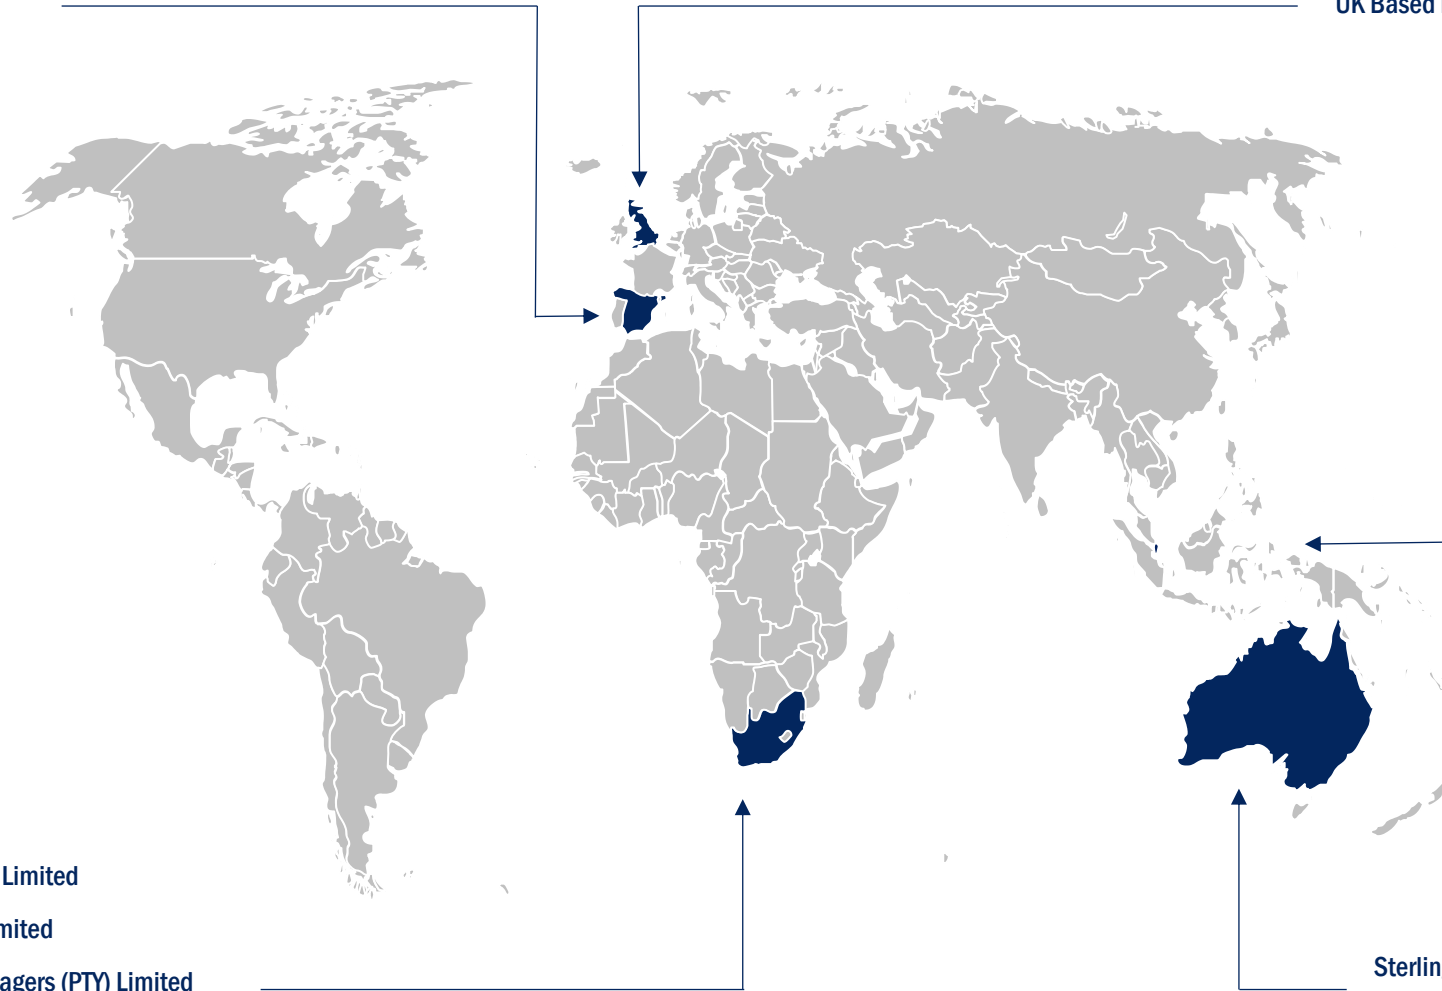 UK Based
Limited
mited
agers (PTY) Limited
Sterlin